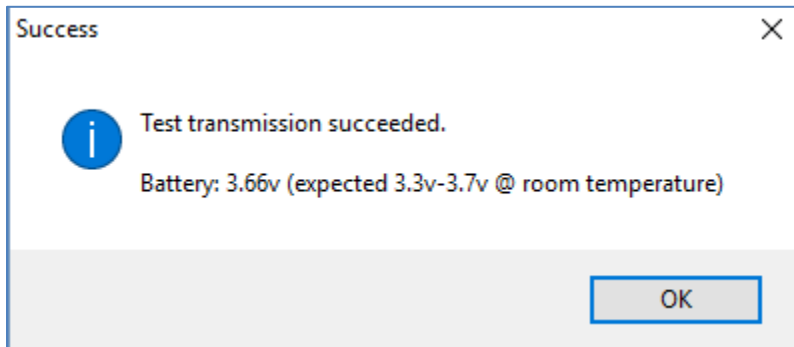 Success
Test transmission succeeded.
Battery: 3.66v (expected 3.3v-3.7v @ room temperature)
OK